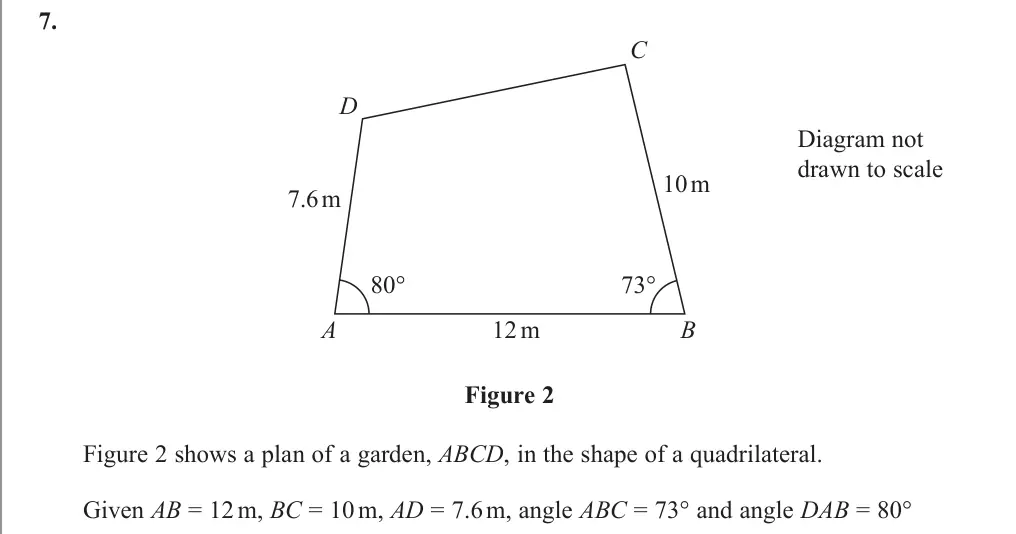 7.
C
D
Diagram not
drawn to scale
10 m
7.6 m
80°
73°
A
12 m
B
Figure 2
Figure 2 shows a plan of a garden, ABCD, in the shape of a quadrilateral.
Given AB = 12 m, BC = 10 m, AD = 7.6 m, angle ABC = 73° and angle DAB = 80°